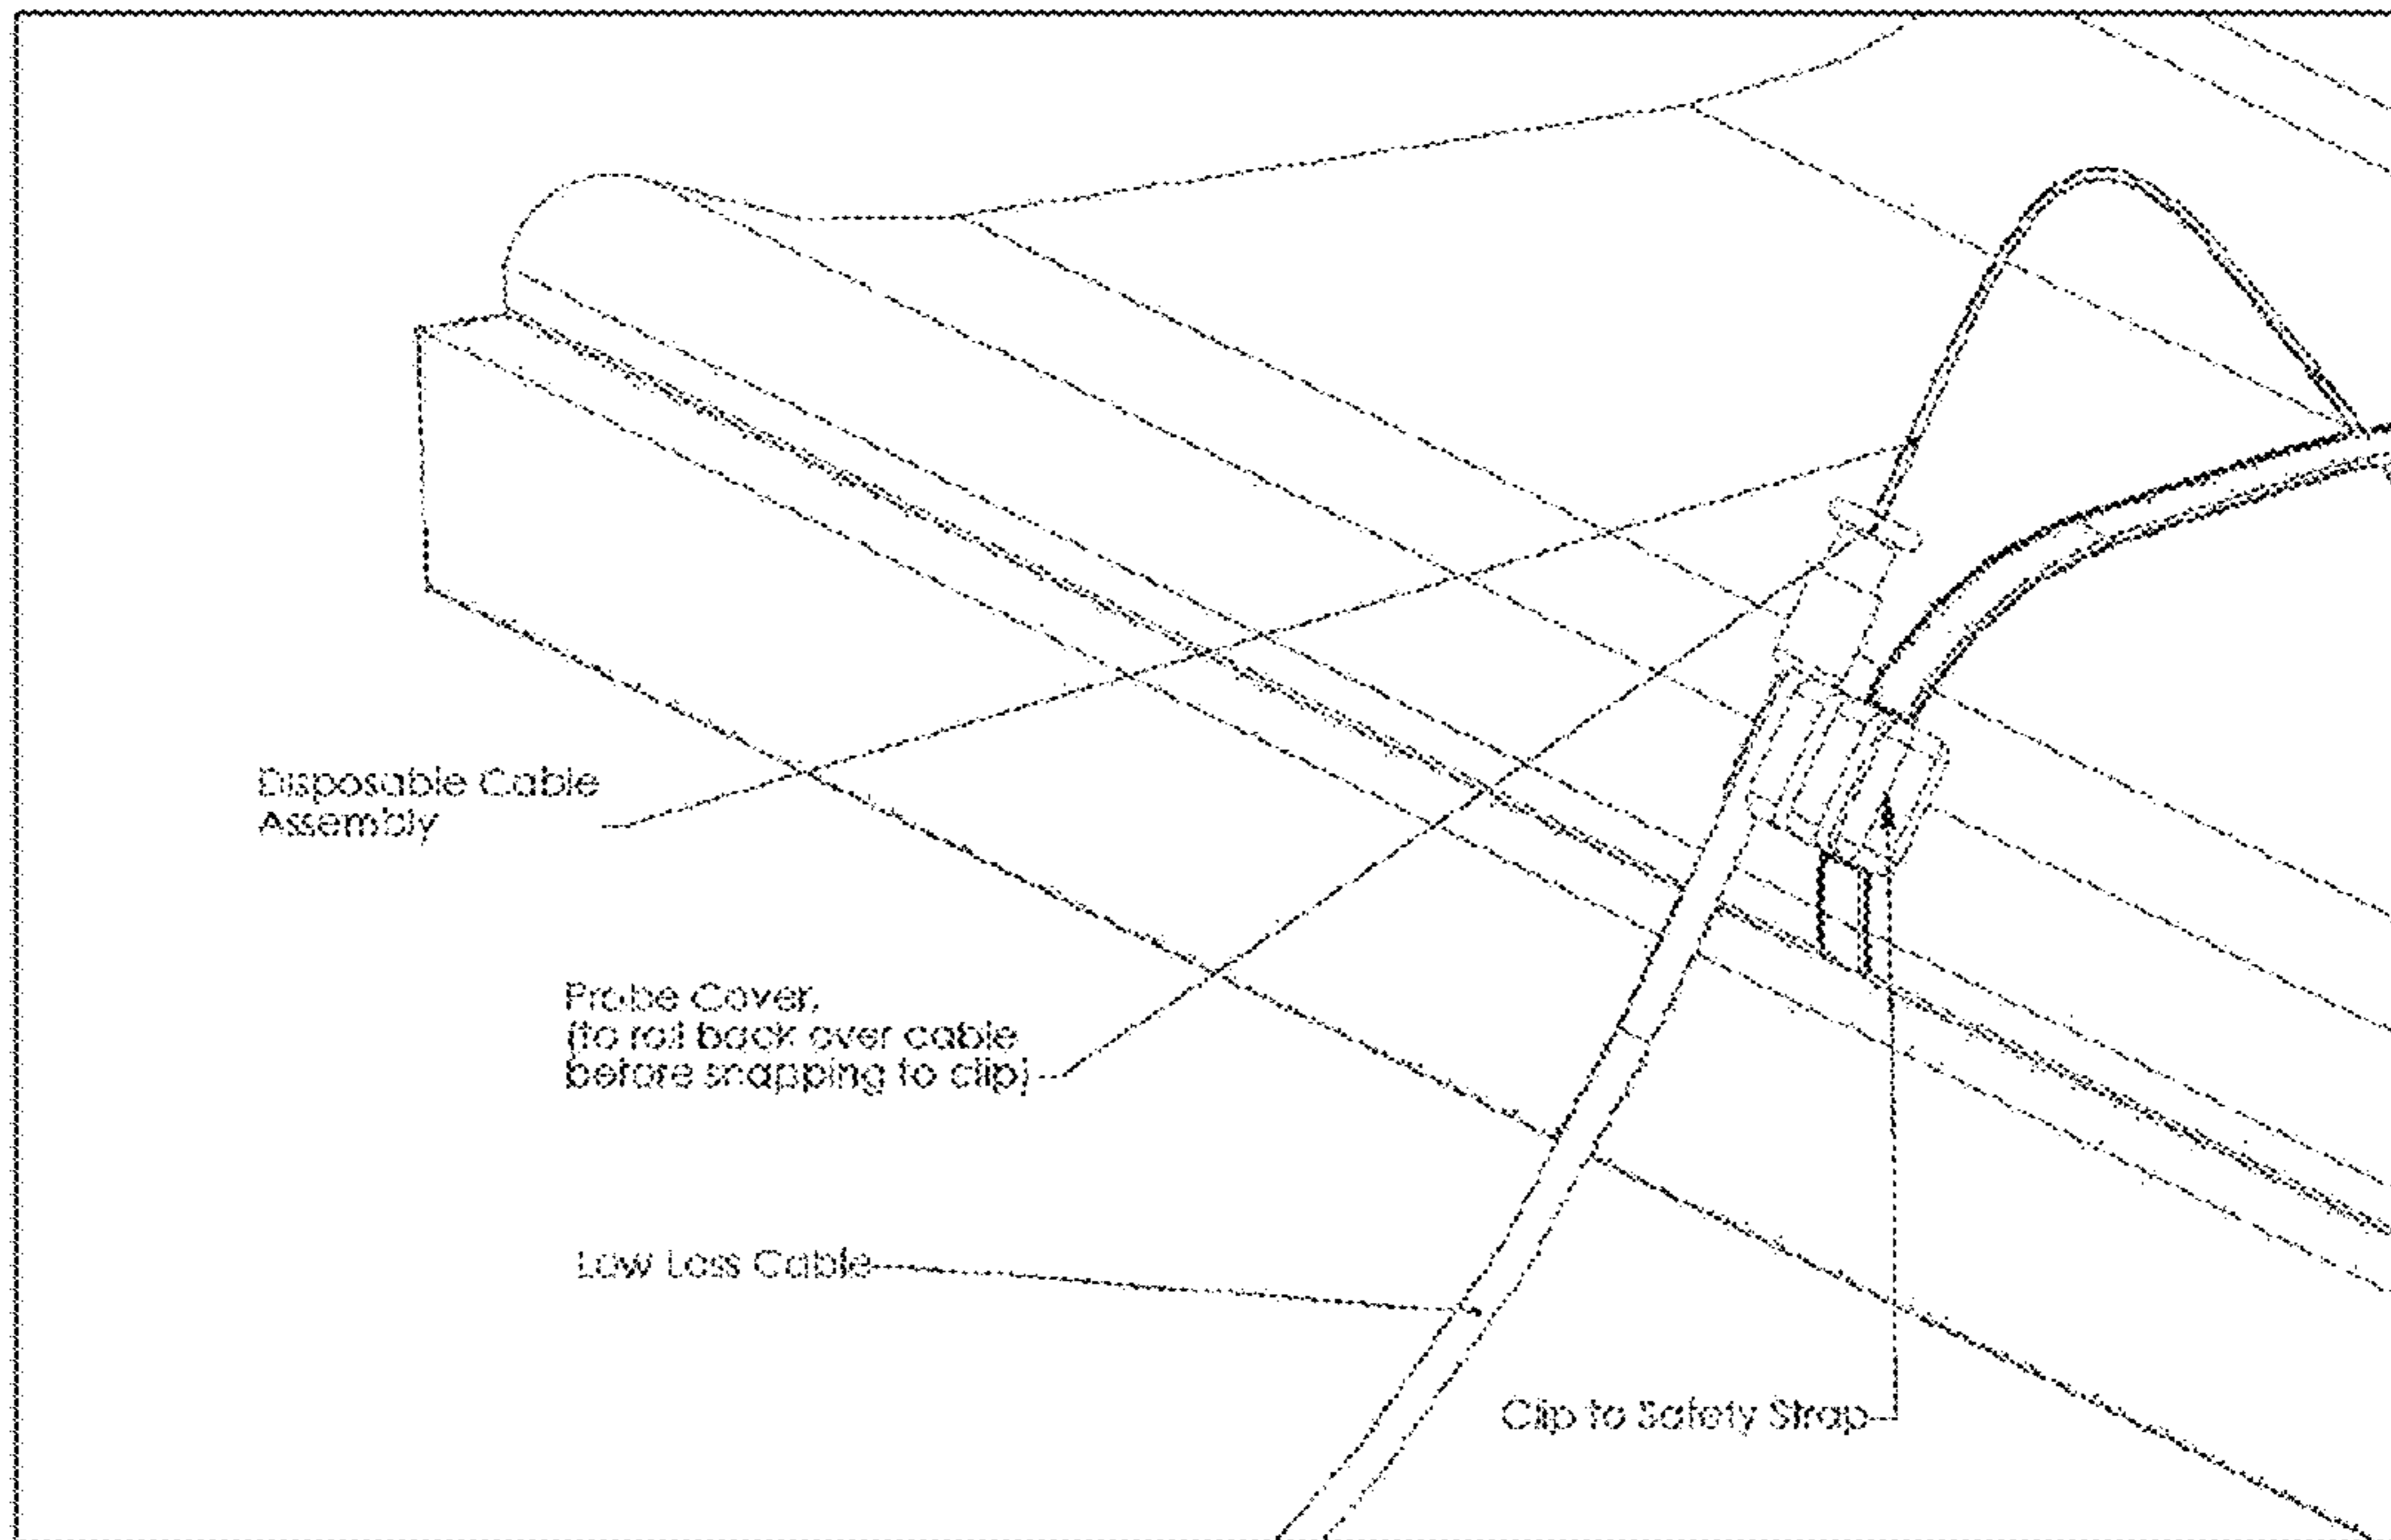 Disposable Cable
Assembly
Probe Cover,
(to roll back over cable
before snapping to clip)
Low Loss Cable
Clip to Safety Strap